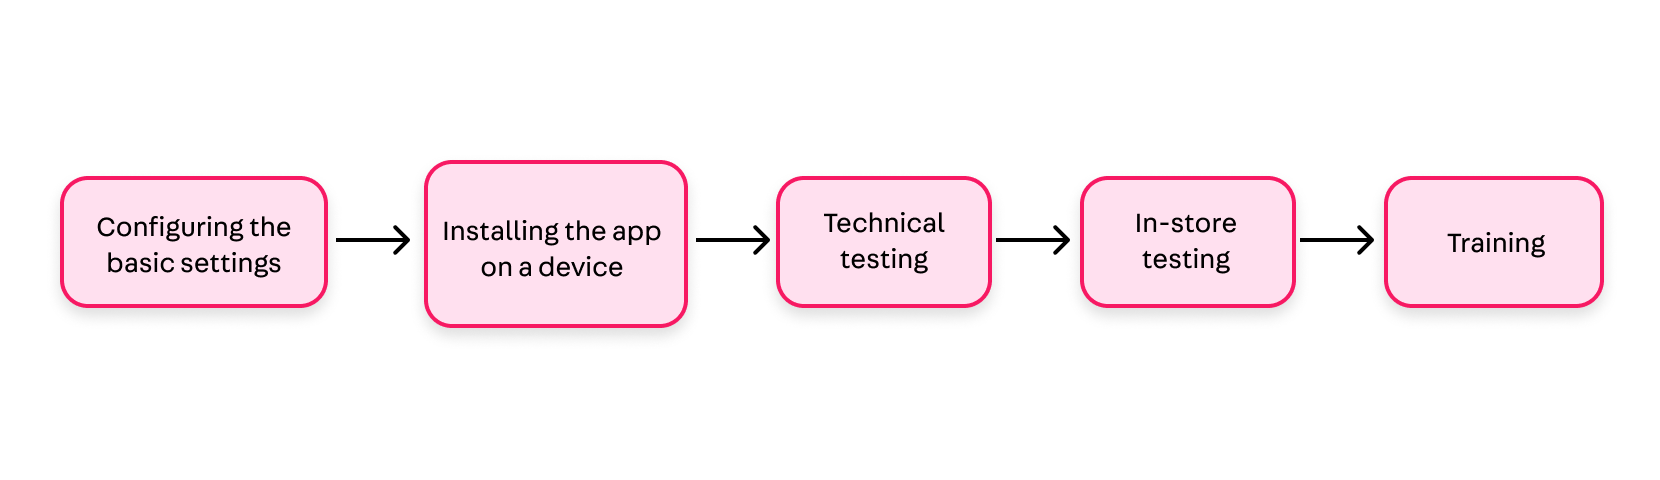 Configuring the
basic settings
Installing the app
on a device
Technical
testing
In-store
testing
Training